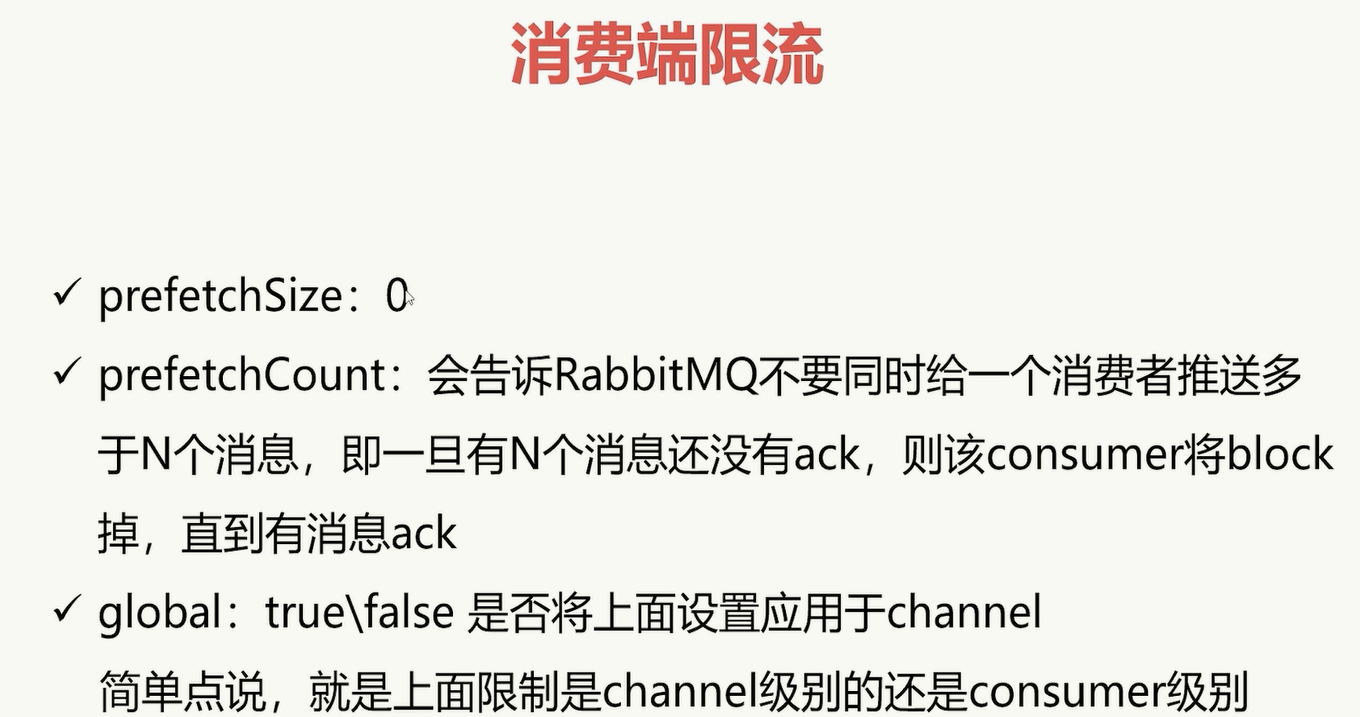 消费端限流
✓ prefetchSize：0
✓ prefetchCount：会告诉RabbitMQ不要同时给一个消费者推送多
于N个消息，即一旦有N个消息还没有ack，则该consumer将block
掉，直到有消息ack
✓ global：true\false 是否将上面设置应用于channel
简单点说，就是上面限制是channel级别的还是consumer级别